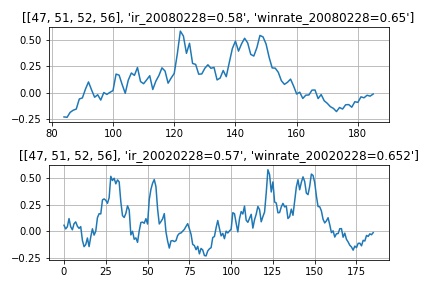 [[47, 51, 52, 56], 'ir_20080228=0.58', 'winrate_20080228=0.65']
0.50
0.25
0.00
-0.25
80 100 120 140 160 180
[[47, 51, 52, 56], 'ir_20020228=0.57', 'winrate_20020228=0.652']
0.50
0.25
0.00
-0.25
0 25 50 75 100 125 150 175